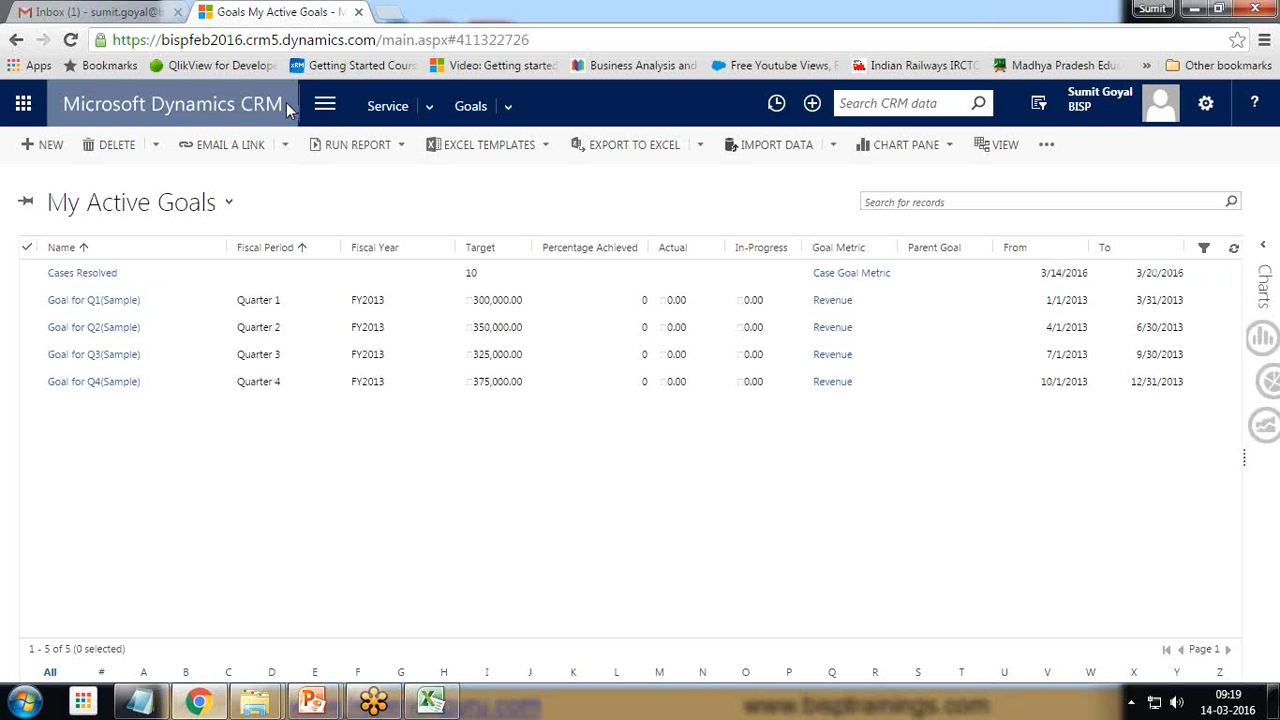 Inbox (1) - sumit.goyal@b
Goals My Active Goals - M
Sumit
https://bispfeb2016.crm5.dynamics.com/main.aspx#411322726
Apps Bookmarks QlikView for Develope Getting Started Cours Video: Getting started Business Analysis and Free Youtube Views, F Indian Railways IRCTC Madhya Pradesh Educ » Other bookmarks
Microsoft Dynamics CRM Service Goals Search CRM data Sumit Goyal
BISP
?
NEW DELETE EMAIL A LINK RUN REPORT EXCEL TEMPLATES EXPORT TO EXCEL IMPORT DATA CHART PANE VIEW •••
My Active Goals
Search for records
Name Fiscal Period Fiscal Year Target Percentage Achieved Actual In-Progress Goal Metric Parent Goal From To
Cases Resolved 10 Case Goal Metric 3/14/2016 3/20/2016
Goal for Q1(Sample) Quarter 1 FY2013 300,000.00 0 0.00 0.00 Revenue 1/1/2013 3/31/2013
Goal for Q2(Sample) Quarter 2 FY2013 350,000.00 0 0.00 0.00 Revenue 4/1/2013 6/30/2013
Goal for Q3(Sample) Quarter 3 FY2013 325,000.00 0 0.00 0.00 Revenue 7/1/2013 9/30/2013
Goal for Q4(Sample) Quarter 4 FY2013 375,000.00 0 0.00 0.00 Revenue 10/1/2013 12/31/2013
Charts
1 - 5 of 5 (0 selected) Page 1
All # A B C D E F G H I J K L M N O P Q R S T U V W X Y Z
www.bisptrainings.com
09:19
14-03-2016